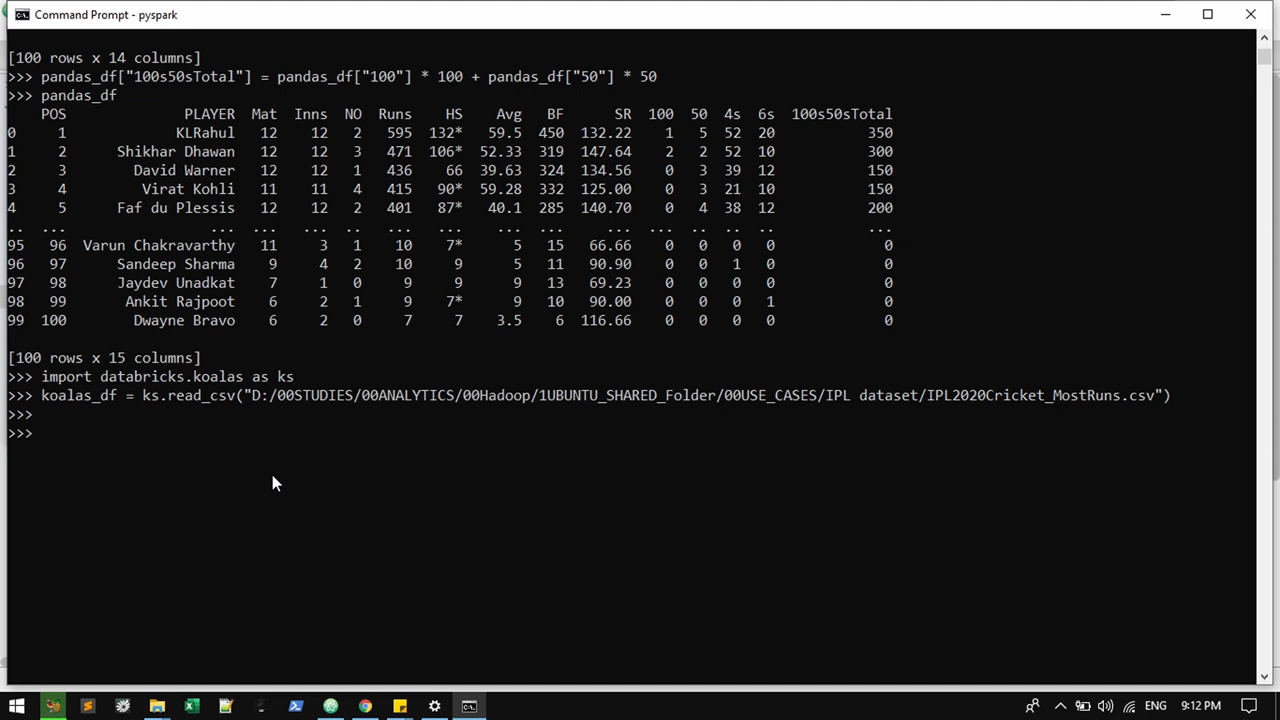 Command Prompt - pyspark
[100 rows x 14 columns]
>>> pandas_df["100s50sTotal"] = pandas_df["100"] * 100 + pandas_df["50"] * 50
>>> pandas_df
POS PLAYER Mat Inns NO Runs HS Avg BF SR 100 50 4s 6s 100s50sTotal
0 1 KLRahul 12 12 2 595 132* 59.5 450 132.22 1 5 52 20 350
1 2 Shikhar Dhawan 12 12 3 471 106* 52.33 319 147.64 2 2 52 10 300
2 3 David Warner 12 12 1 436 66 39.63 324 134.56 0 3 39 12 150
3 4 Virat Kohli 11 11 4 415 90* 59.28 332 125.00 0 3 21 10 150
4 5 Faf du Plessis 12 12 2 401 87* 40.1 285 140.70 0 4 38 12 200
.. ... ... ... ... .. ... ... ... ... ... ... .. .. .. ...
95 96 Varun Chakravarthy 11 3 1 10 7* 5 15 66.66 0 0 0 0 0
96 97 Sandeep Sharma 9 4 2 10 9 5 11 90.90 0 0 1 0 0
97 98 Jaydev Unadkat 7 1 0 9 9 9 13 69.23 0 0 0 0 0
98 99 Ankit Rajpoot 6 2 1 9 7* 9 10 90.00 0 0 0 1 0
99 100 Dwayne Bravo 6 2 0 7 7 3.5 6 116.66 0 0 0 0 0
[100 rows x 15 columns]
>>> import databricks.koalas as ks
>>> koalas_df = ks.read_csv("D:/00STUDIES/00ANALYTICS/00Hadoop/1UBUNTU_SHARED_Folder/00USE_CASES/IPL dataset/IPL2020Cricket_MostRuns.csv")
>>>
>>>
ENG 9:12 PM